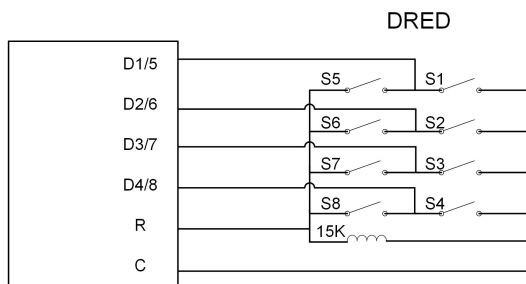 DRED
D1/5
S5 S1
D2/6
S6 S2
D3/7
S7 S3
D4/8
S8 S4
R
15K
C